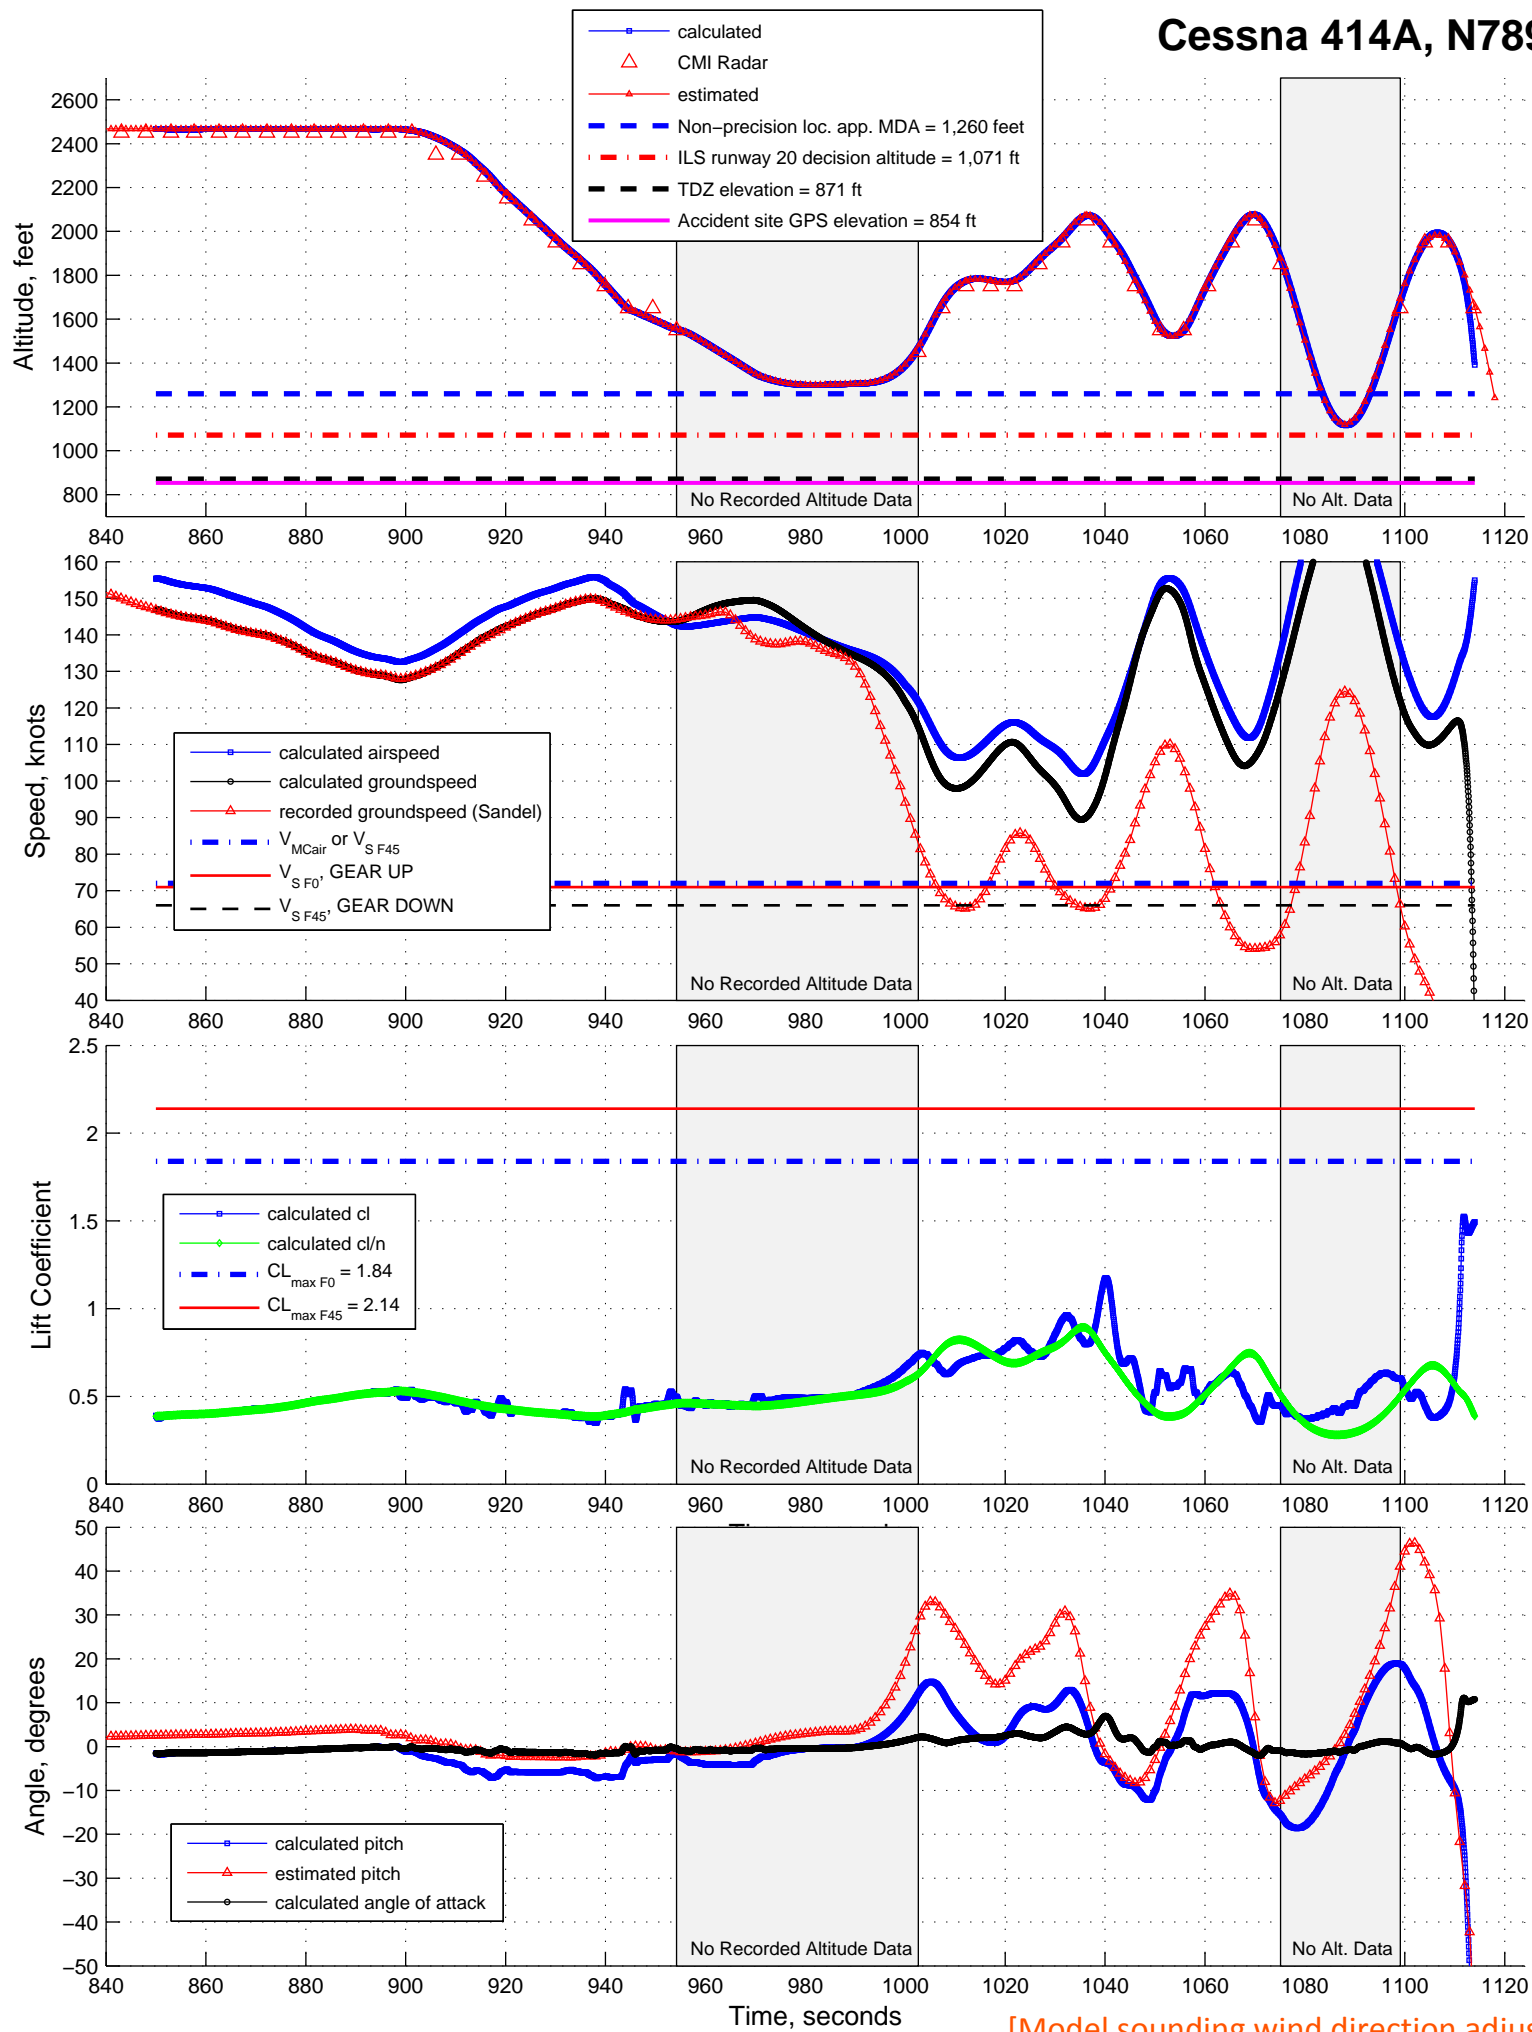 Cessna 414A, N789
calculated
CMI Radar
estimated
Non−precision loc. app. MDA = 1,260 feet
ILS runway 20 decision altitude = 1,071 ft
TDZ elevation = 871 ft
Accident site GPS elevation = 854 ft
Altitude, feet
2600
2400
2200
2000
1800
1600
1400
1200
1000
800
No Recorded Altitude Data
No Alt. Data
840 860 880 900 920 940 960 980 1000 1020 1040 1060 1080 1100 1120
Speed, knots
160
150
140
130
120
110
100
90
80
70
60
50
40
calculated airspeed
calculated groundspeed
recorded groundspeed (Sandel)
V MCair or V S F45
V S F0, GEAR UP
V S F45, GEAR DOWN
No Recorded Altitude Data
No Alt. Data
840 860 880 900 920 940 960 980 1000 1020 1040 1060 1080 1100 1120
Lift Coefficient
2.5
2
1.5
1
0.5
0
calculated cl
calculated cl/n
CL max F0 = 1.84
CL max F45 = 2.14
No Recorded Altitude Data
No Alt. Data
840 860 880 900 920 940 960 980 1000 1020 1040 1060 1080 1100 1120
Angle, degrees
50
40
30
20
10
0
−10
−20
−30
−40
−50
calculated pitch
estimated pitch
calculated angle of attack
No Recorded Altitude Data
No Alt. Data
840 860 880 900 920 940 960 980 1000 1020 1040 1060 1080 1100 1120
Time, seconds
[Model sounding wind direction adjus